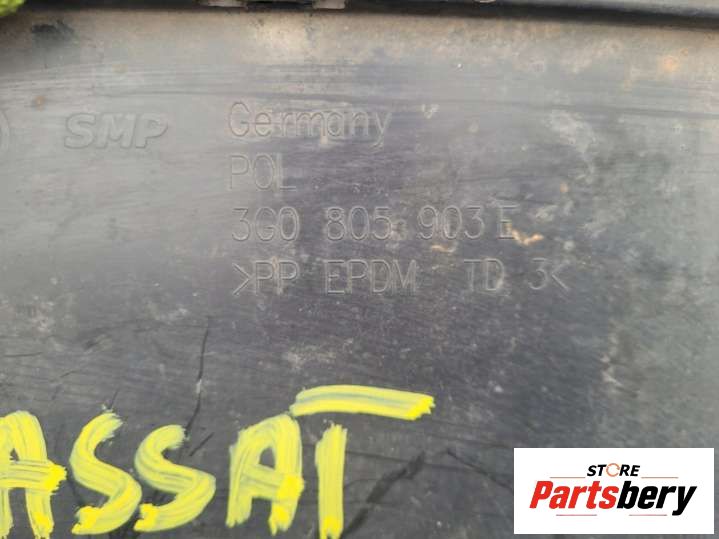 SMP
Germany
POL
3G0 805 903 E
>PP EPDM TD 3<
ASSAT
STORE
Partsbery